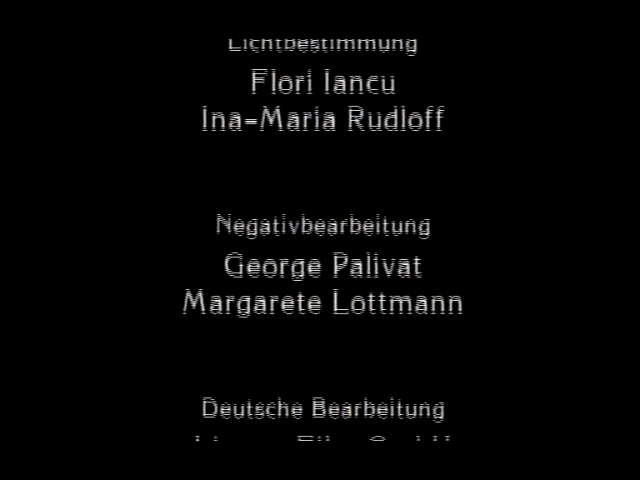 Lichtbestimmung
Flori Iancu
Ina-Maria Rudloff
Negativbearbeitung
George Palivat
Margarete Lottmann
Deutsche Bearbeitung